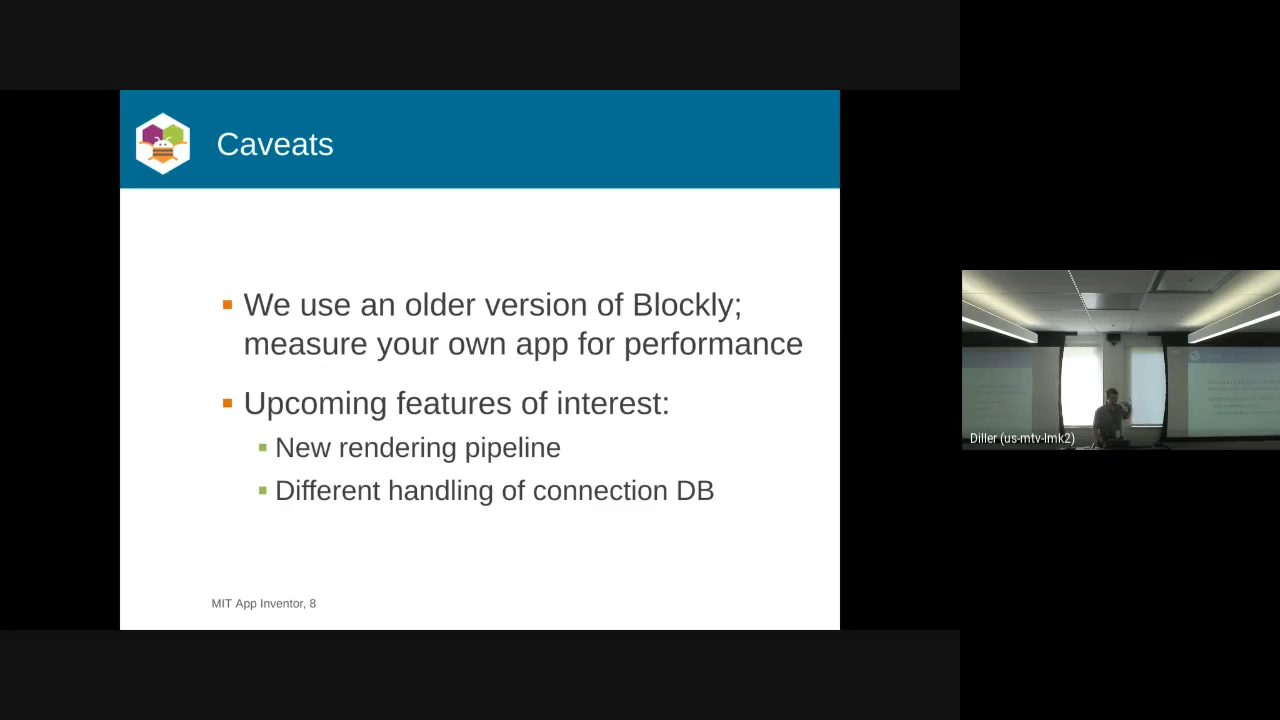 Caveats
▪ We use an older version of Blockly;
measure your own app for performance
▪ Upcoming features of interest:
▪ New rendering pipeline
▪ Different handling of connection DB
MIT App Inventor, 8
Diller (us-mtv-lmk2)